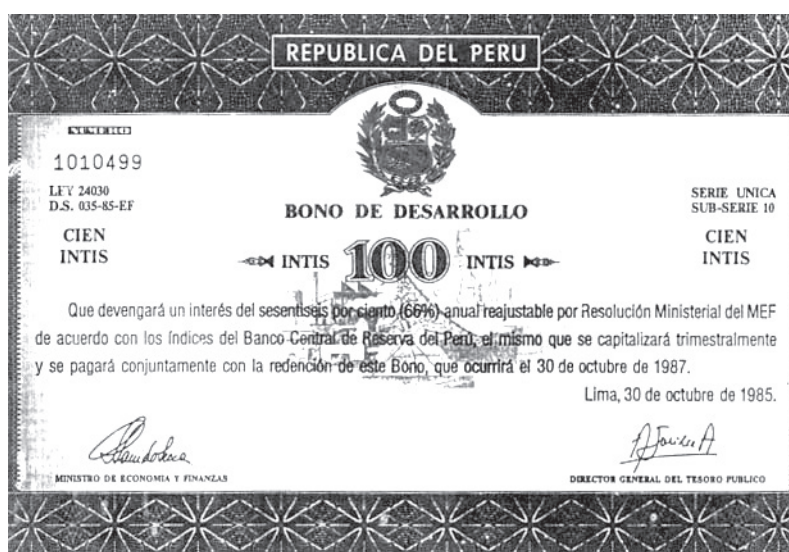 REPUBLICA DEL PERU
NUMERO
1010499
LEY 24030
D.S. 035-85-EF
CIEN
INTIS
BONO DE DESARROLLO
INTIS 100 INTIS
SERIE UNICA
SUB-SERIE 10
CIEN
INTIS
Que devengará un interés del sesentiseis por ciento (66%) anual reajustable por Resolución Ministerial del MEF
de acuerdo con los índices del Banco Central de Reserva del Perú, el mismo que se capitalizará trimestralmente
y se pagará conjuntamente con la redención de este Bono, que ocurrirá el 30 de octubre de 1987.
Lima, 30 de octubre de 1985.
MINISTRO DE ECONOMIA Y FINANZAS
DIRECTOR GENERAL DEL TESORO PUBLICO